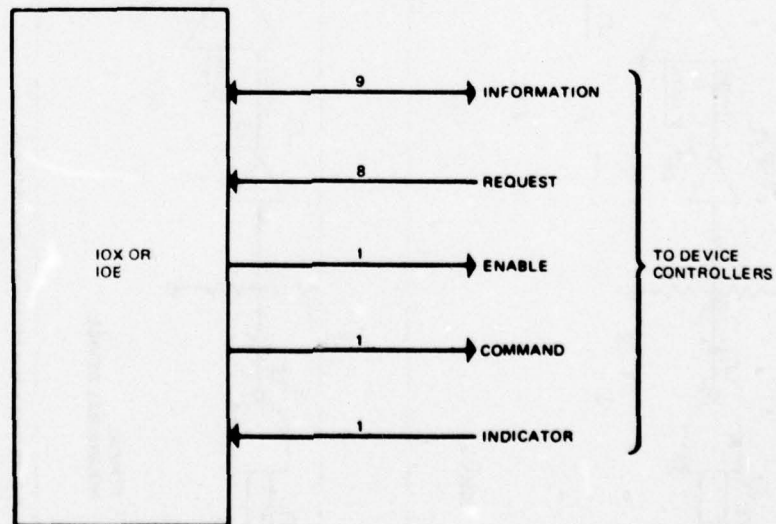 9
INFORMATION
8
REQUEST
IOX OR
IOE
1
ENABLE
TO DEVICE
CONTROLLERS
1
COMMAND
1
INDICATOR